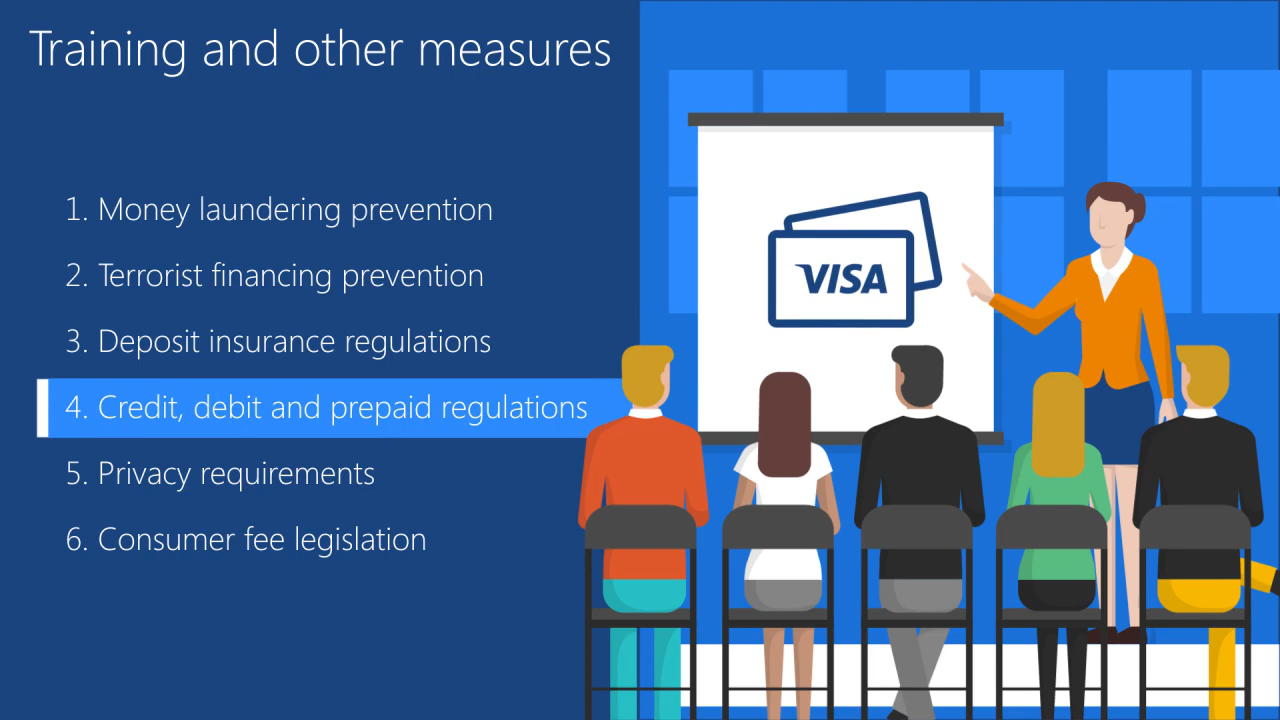 Training and other measures
1. Money laundering prevention
2. Terrorist financing prevention
3. Deposit insurance regulations
4. Credit, debit and prepaid regulations
5. Privacy requirements
6. Consumer fee legislation
VISA